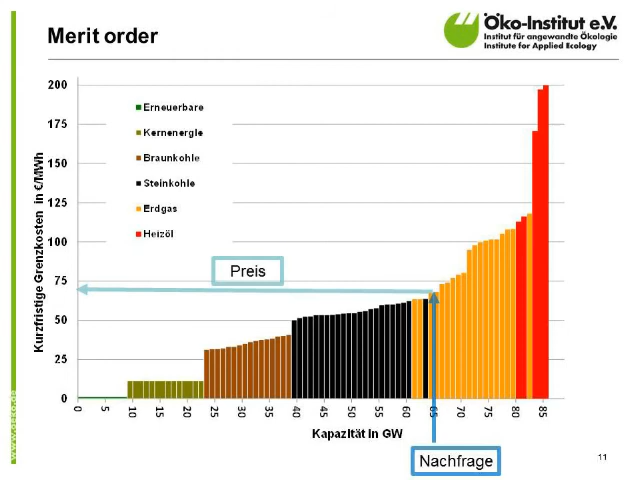 Merit order
Öko-Institut e.V.
Institut für angewandte Ökologie
Institute for Applied Ecology
200
175
150
125
100
75
50
25
0
Kurzfristige Grenzkosten in €/MWh
Erneuerbare
Kernenergie
Braunkohle
Steinkohle
Erdgas
Heizöl
Preis
0 5 10 15 20 25 30 35 40 45 50 55 60 65 70 75 80 85
Kapazität in GW
Nachfrage
www.oeko.de
11